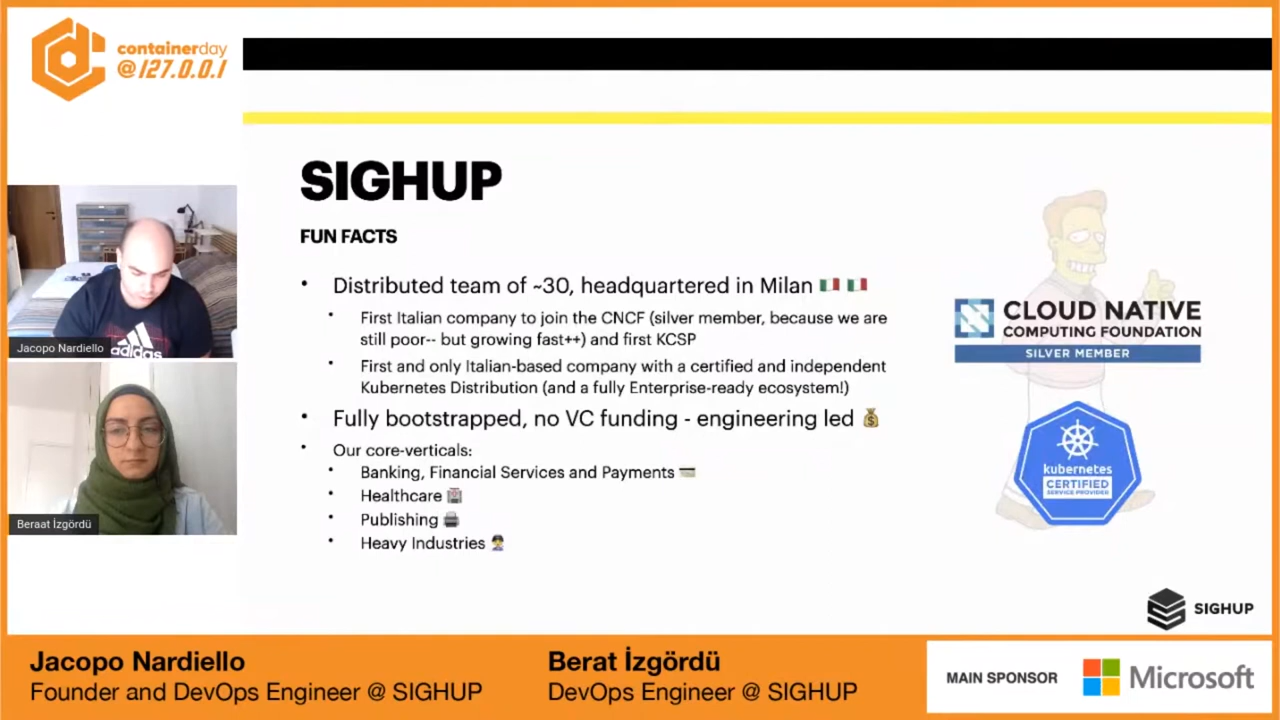 containerday
@127.0.0.1
SIGHUP
FUN FACTS
• Distributed team of ~30, headquartered in Milan 🇮🇹 🇮🇹
• First Italian company to join the CNCF (silver member, because we are
still poor-- but growing fast++) and first KCSP
• First and only Italian-based company with a certified and independent
Kubernetes Distribution (and a fully Enterprise-ready ecosystem!)
• Fully bootstrapped, no VC funding - engineering led 💰
• Our core-verticals:
• Banking, Financial Services and Payments 💳
• Healthcare 🏥
• Publishing 🖨️
• Heavy Industries 👨‍🏭
CLOUD NATIVE
COMPUTING FOUNDATION
SILVER MEMBER
kubernetes
CERTIFIED
SERVICE PROVIDER
SIGHUP
Jacopo Nardiello
adidas
Beraat İzgördü
Jacopo Nardiello
Founder and DevOps Engineer @ SIGHUP
Berat İzgördü
DevOps Engineer @ SIGHUP
MAIN SPONSOR
Microsoft